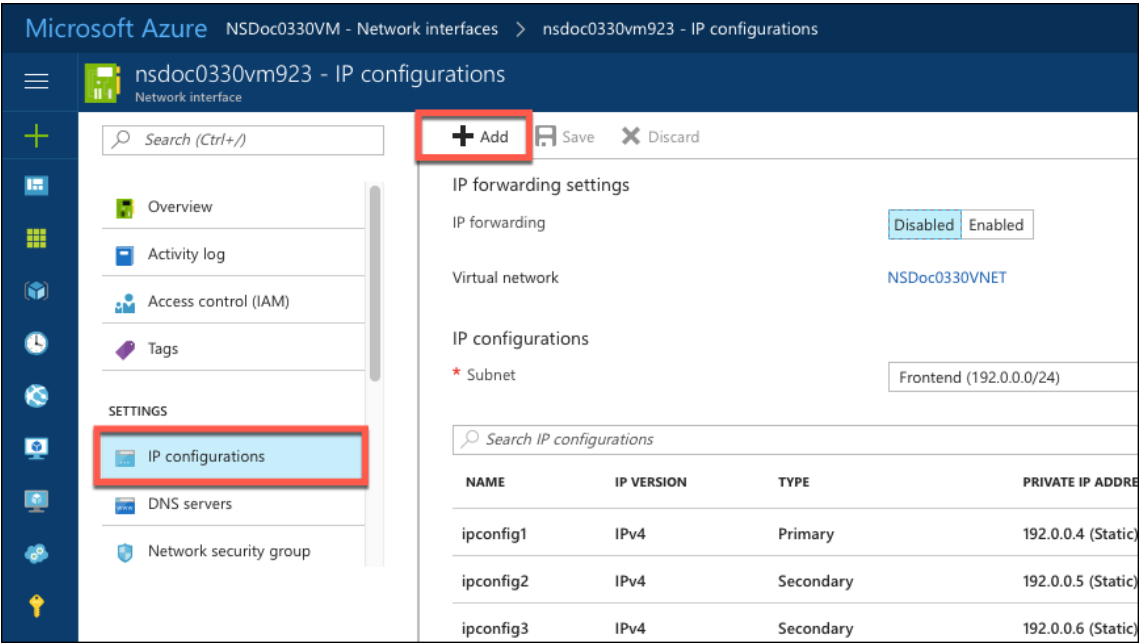 Microsoft Azure NSDoc0330VM - Network interfaces > nsdoc0330vm923 - IP configurations
nsdoc0330vm923 - IP configurations
Network interface
Search (Ctrl+/)
Overview
Activity log
Access control (IAM)
Tags
SETTINGS
IP configurations
DNS servers
Network security group
Add Save Discard
IP forwarding settings
IP forwarding Disabled Enabled
Virtual network NSDoc0330VNET
IP configurations
* Subnet Frontend (192.0.0.0/24)
Search IP configurations
NAME IP VERSION TYPE PRIVATE IP ADDRE
ipconfig1 IPv4 Primary 192.0.0.4 (Static)
ipconfig2 IPv4 Secondary 192.0.0.5 (Static)
ipconfig3 IPv4 Secondary 192.0.0.6 (Static)